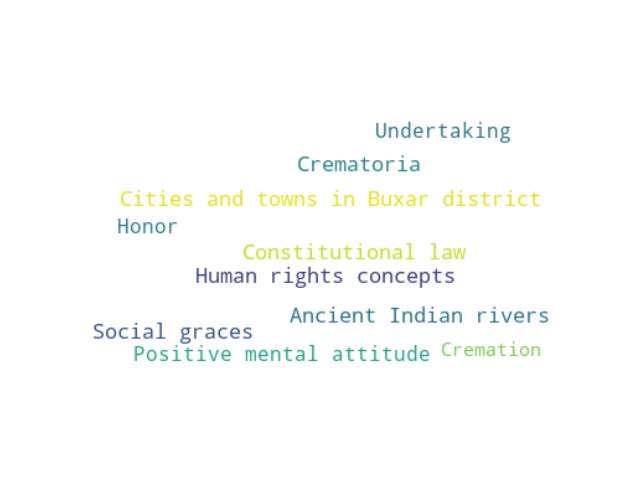 Undertaking
Crematoria
Cities and towns in Buxar district
Honor
Constitutional law
Human rights concepts
Ancient Indian rivers
Social graces
Positive mental attitude
Cremation